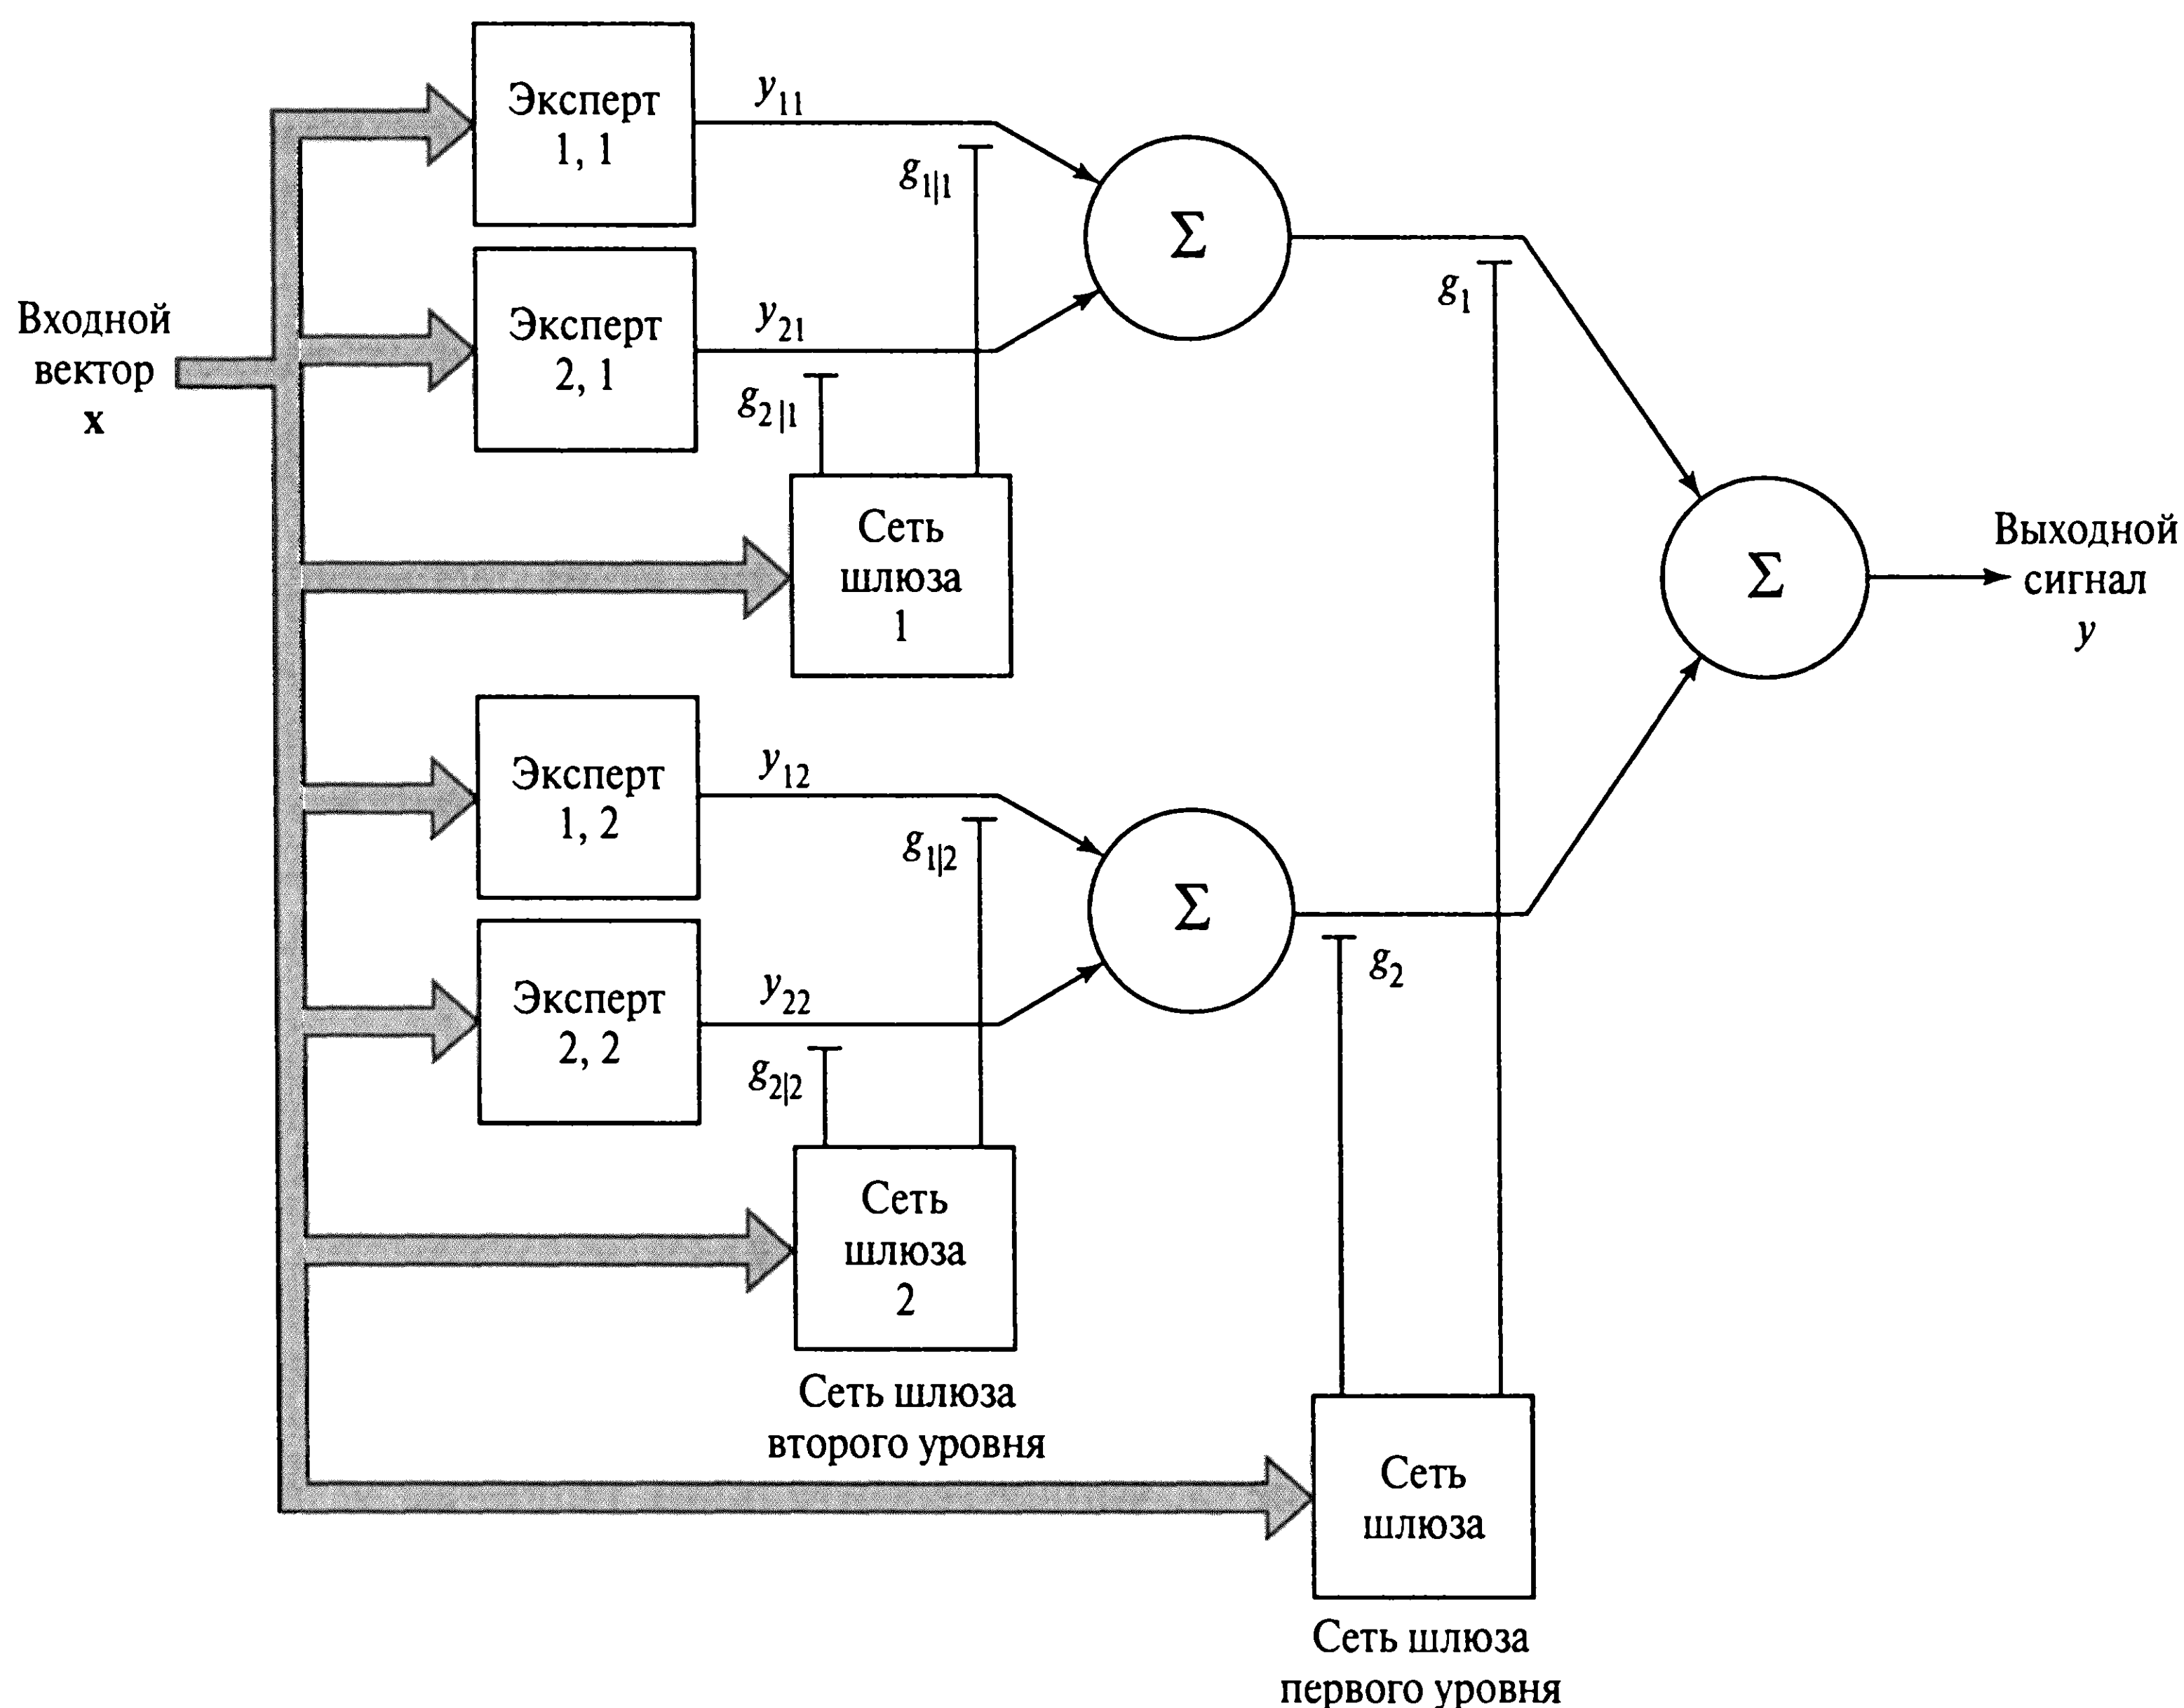 Эксперт
1, 1
y₁₁
g₁|₁
Σ
Эксперт
2, 1
y₂₁
g₂|₁
g₁
Входной
вектор
x
Сеть
шлюза
1
Σ
Выходной
сигнал
y
Эксперт
1, 2
y₁₂
g₁|₂
Σ
Эксперт
2, 2
y₂₂
g₂|₂
g₂
Сеть
шлюза
2
Сеть шлюза
второго уровня
Сеть
шлюза
Сеть шлюза
первого уровня